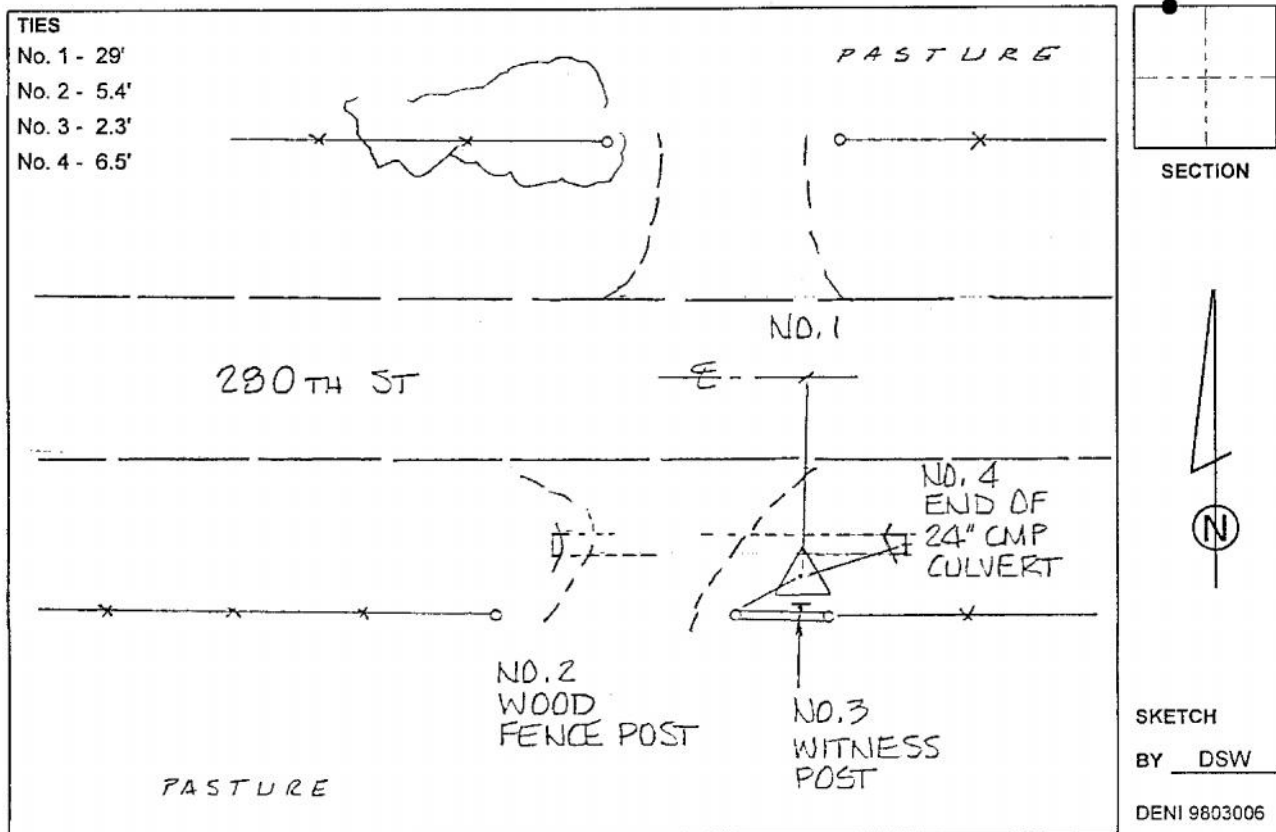 TIES
No. 1 - 29'
No. 2 - 5.4'
No. 3 - 2.3'
No. 4 - 6.5'
PASTURE
SECTION
NO. 1
℄
280TH ST
NO. 4
END OF
24" CMP
CULVERT
N
NO. 2
WOOD
FENCE POST
NO. 3
WITNESS
POST
PASTURE
SKETCH
BY DSW
DENI 9803006